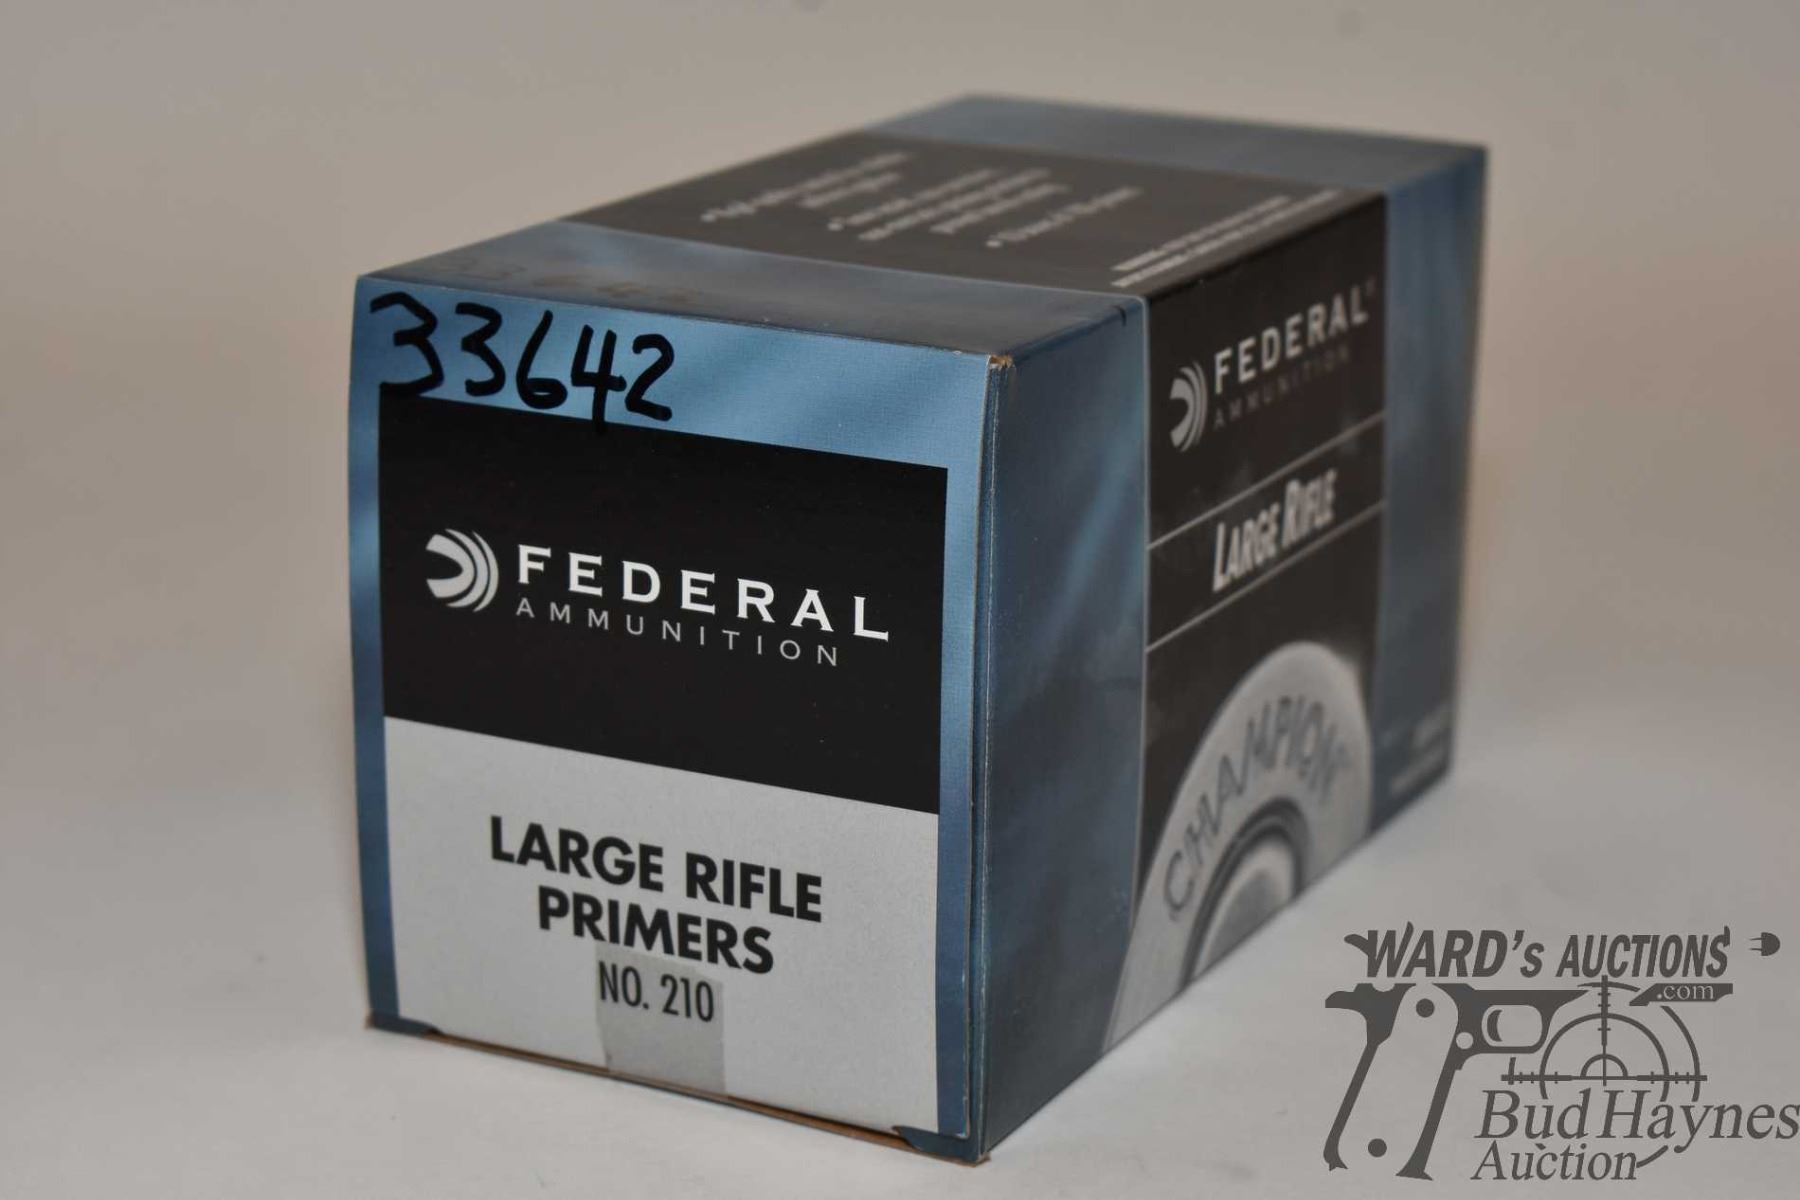 33642
FEDERAL
AMMUNITION
LARGE RIFLE
PRIMERS
NO. 210
FEDERAL
AMMUNITION
LARGE RIFLE
CHAMPION
WARD's AUCTIONS
.com
Bud Haynes
Auction